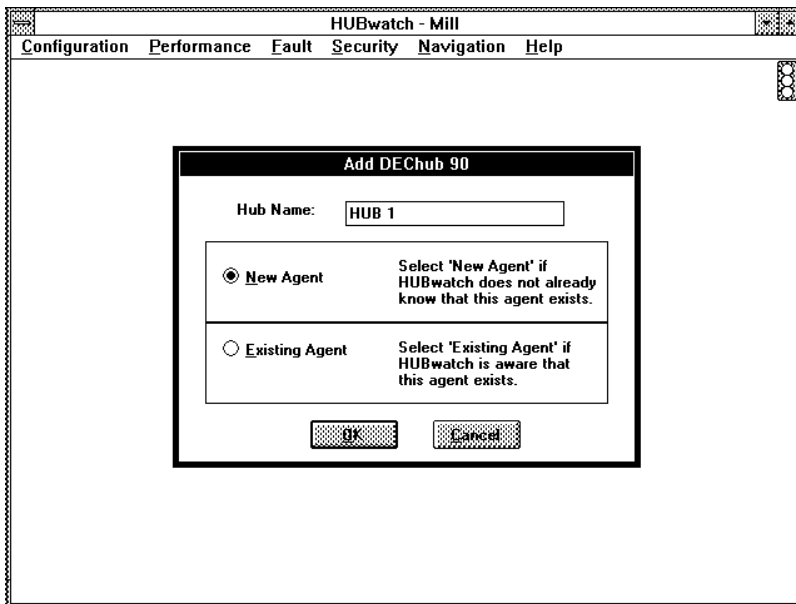 HUBwatch - Mill
Configuration Performance Fault Security Navigation Help
Add DEChub 90
Hub Name: HUB 1
New Agent
Select 'New Agent' if
HUBwatch does not already
know that this agent exists.
Existing Agent
Select 'Existing Agent' if
HUBwatch is aware that
this agent exists.
OK Cancel